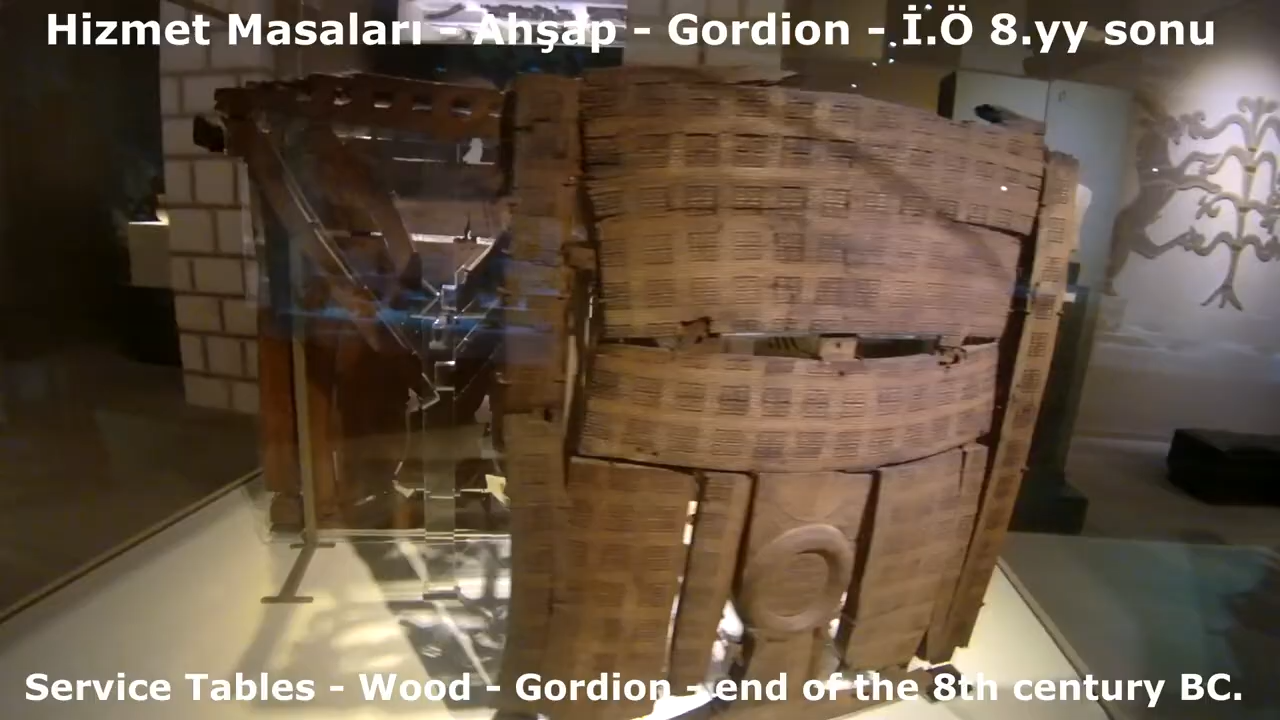 Hizmet Masaları - Ahşap - Gordion - İ.Ö 8.yy sonu
Service Tables - Wood - Gordion - end of the 8th century BC.